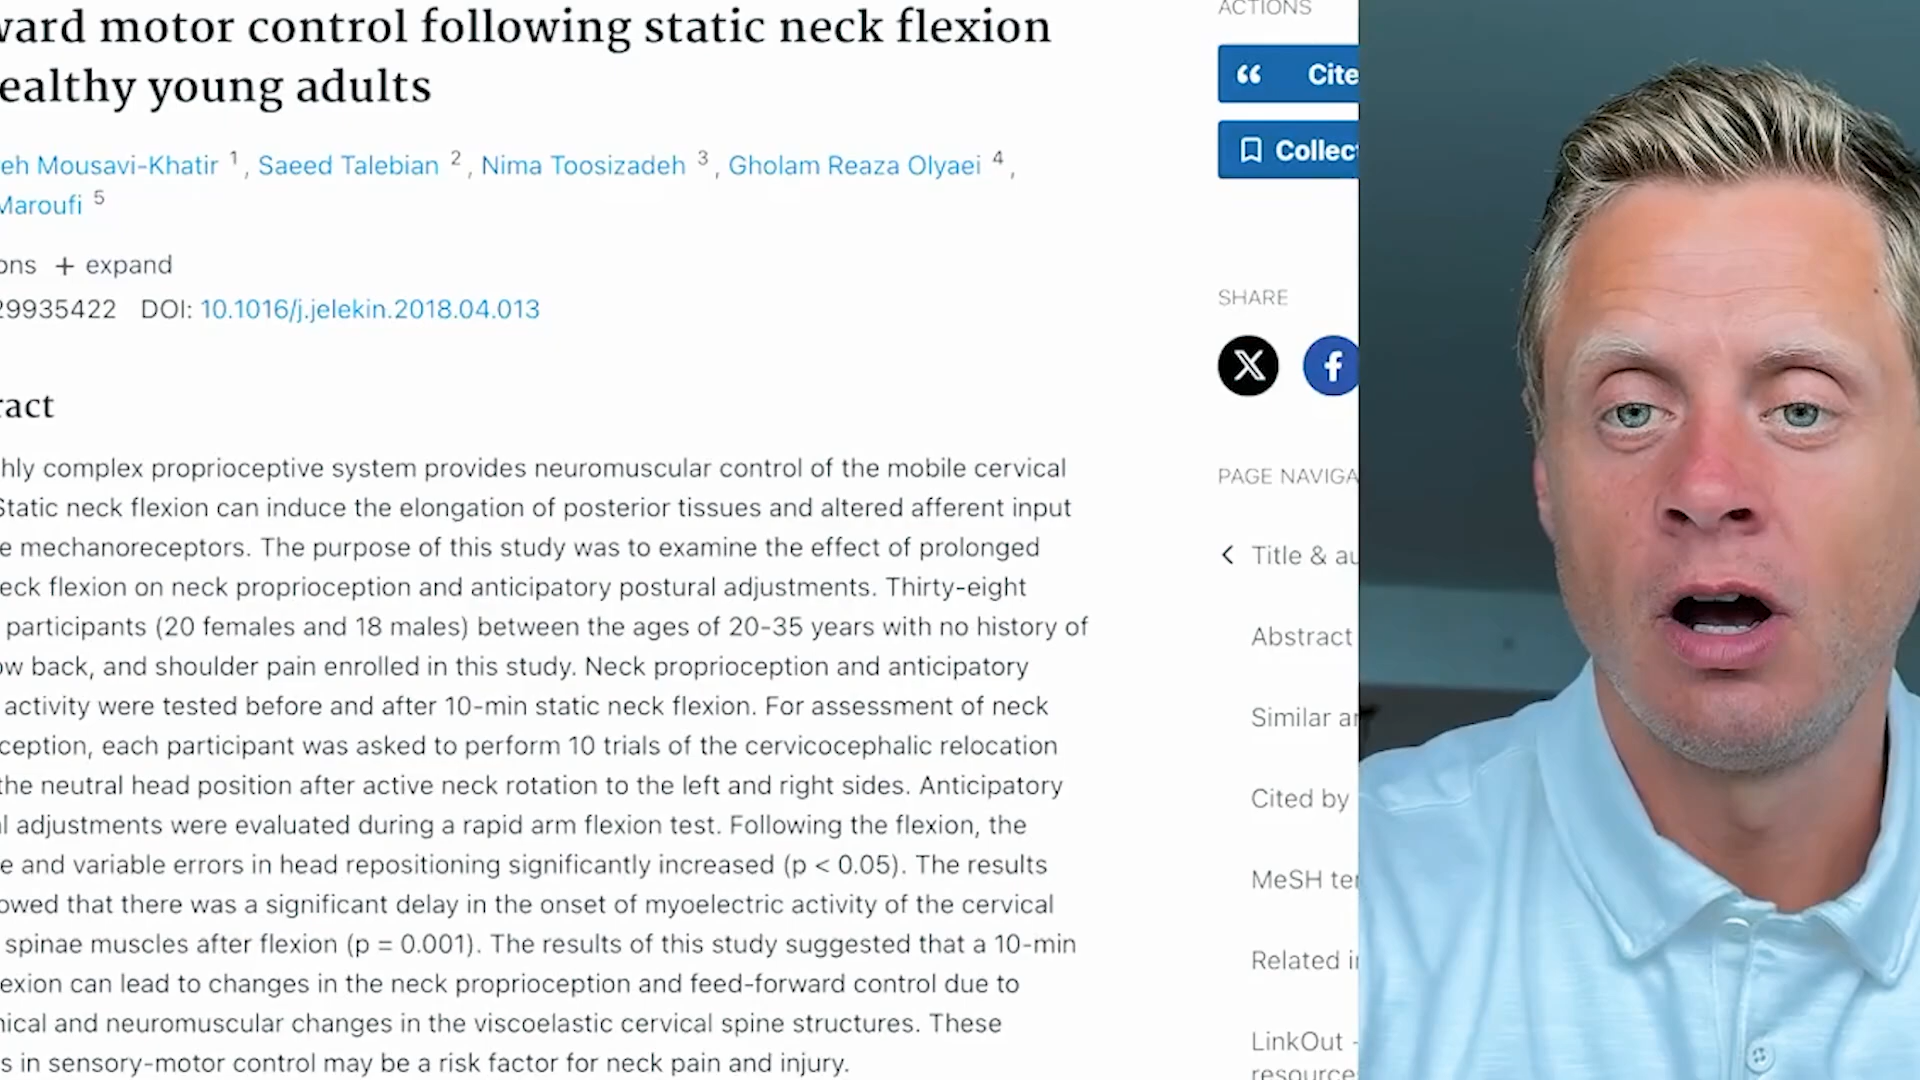 ward motor control following static neck flexion
ealthy young adults
eh Mousavi-Khatir 1, Saeed Talebian 2, Nima Toosizadeh 3, Gholam Reaza Olyaei 4,
Maroufi 5
ons + expand
29935422 DOI: 10.1016/j.jelekin.2018.04.013
ract
hly complex proprioceptive system provides neuromuscular control of the mobile cervical
Static neck flexion can induce the elongation of posterior tissues and altered afferent input
e mechanoreceptors. The purpose of this study was to examine the effect of prolonged
eck flexion on neck proprioception and anticipatory postural adjustments. Thirty-eight
participants (20 females and 18 males) between the ages of 20-35 years with no history of
ow back, and shoulder pain enrolled in this study. Neck proprioception and anticipatory
activity were tested before and after 10-min static neck flexion. For assessment of neck
ception, each participant was asked to perform 10 trials of the cervicocephalic relocation
the neutral head position after active neck rotation to the left and right sides. Anticipatory
l adjustments were evaluated during a rapid arm flexion test. Following the flexion, the
e and variable errors in head repositioning significantly increased (p < 0.05). The results
owed that there was a significant delay in the onset of myoelectric activity of the cervical
spinae muscles after flexion (p = 0.001). The results of this study suggested that a 10-min
lexion can lead to changes in the neck proprioception and feed-forward control due to
nical and neuromuscular changes in the viscoelastic cervical spine structures. These
s in sensory-motor control may be a risk factor for neck pain and injury.
ACTIONS
Cite
Collec
SHARE
X
f
PAGE NAVIGA
Title & au
Abstract
Similar ar
Cited by
MeSH ter
Related i
LinkOut -
resource